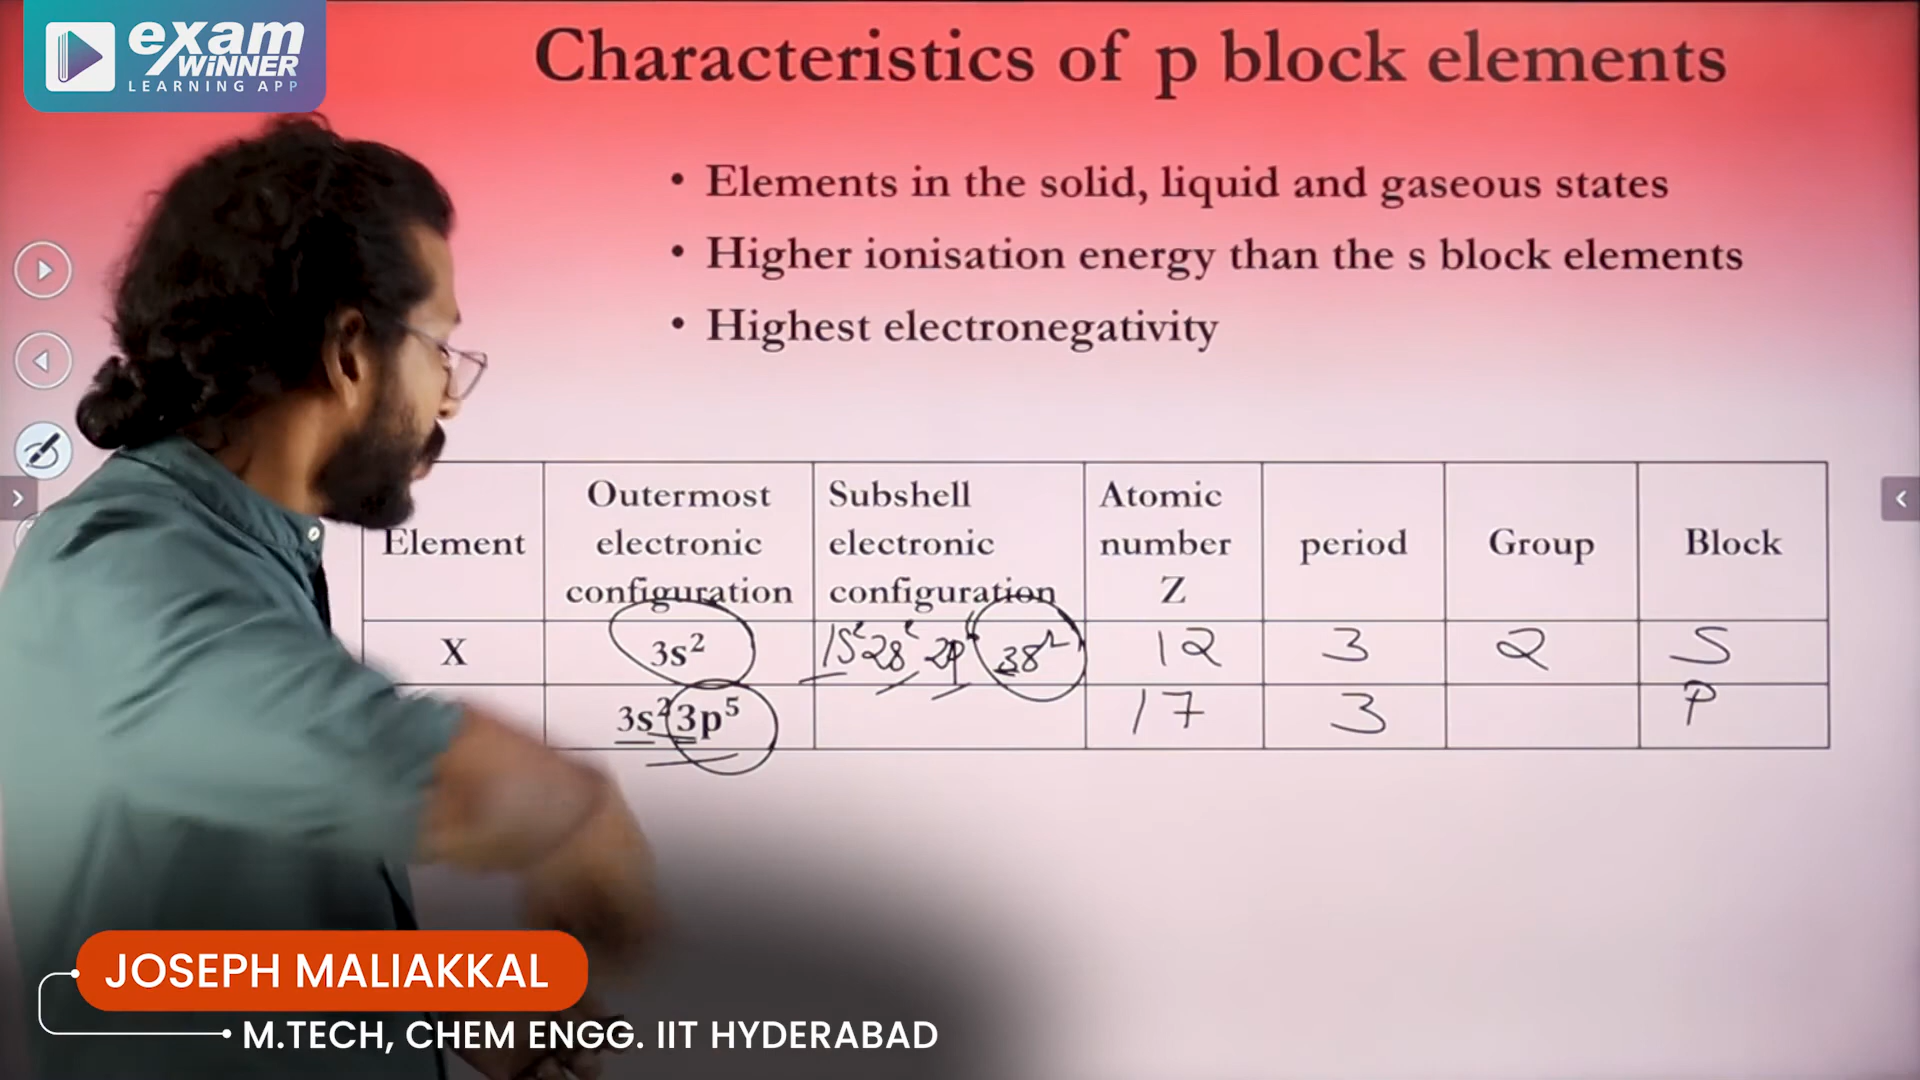 exam
WiNNER
LEARNING APP
Characteristics of p block elements
• Elements in the solid, liquid and gaseous states
• Higher ionisation energy than the s block elements
• Highest electronegativity
Element
Outermost
electronic
configuration
Subshell
electronic
configuration
Atomic
number
Z
period
Group
Block
X
3s²
1s² 2s² 2p⁶ 3s²
12
3
2
S
3s² 3p⁵
17
3
P
JOSEPH MALIAKKAL
M.TECH, CHEM ENGG. IIT HYDERABAD